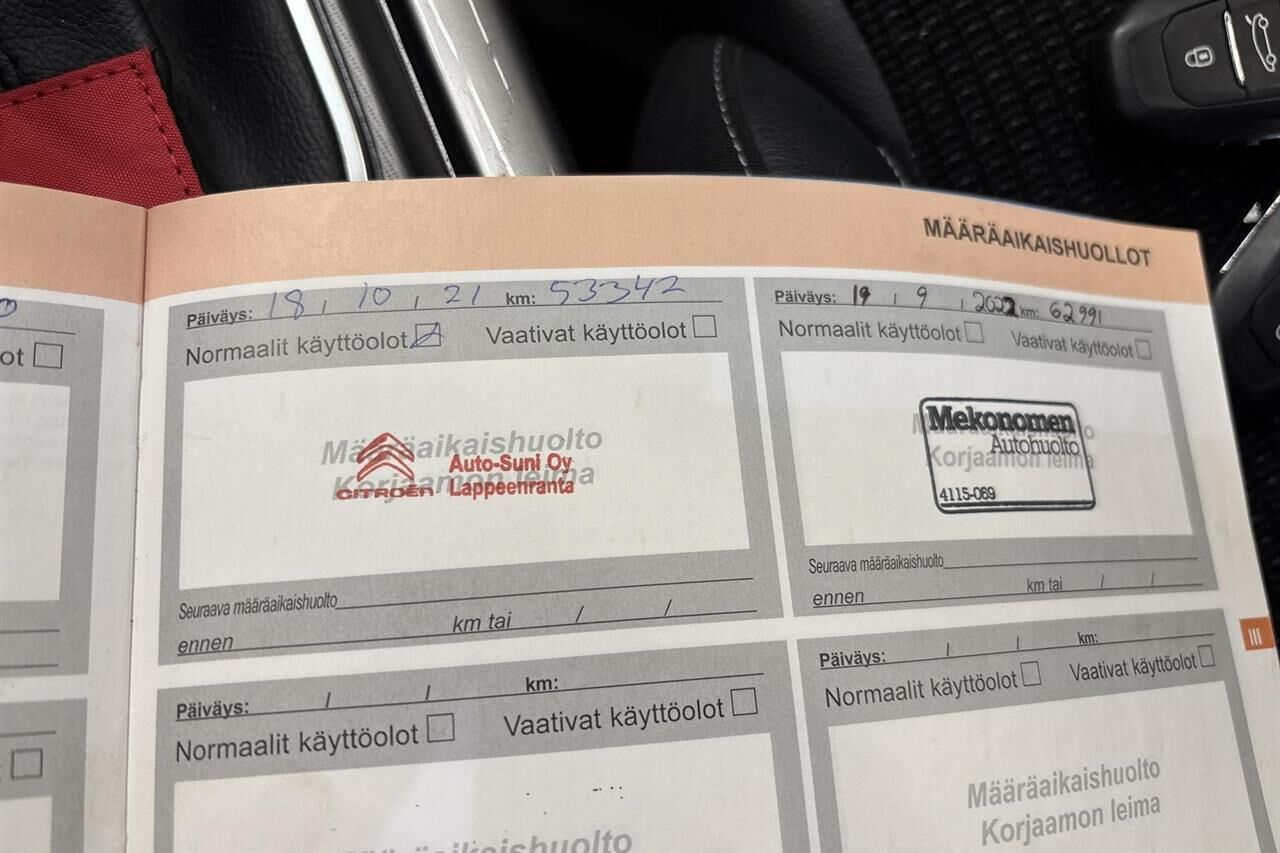 MÄÄRÄAIKAISHUOLLOT
ot
Päiväys: 18 , 10 , 21 km: 53342
Normaalit käyttöolot Vaativat käyttöolot
Määräaikaishuolto
Korjaamon leima
CITROËN
Auto-Suni Oy
Lappeenranta
Seuraava määräaikaishuolto
ennen km tai / /
Päiväys: 19 , 9 , 2022 km: 62991
Normaalit käyttöolot Vaativat käyttöolot
Mekonomen
Autohuolto
Korjaamon leima
4115-069
Seuraava määräaikaishuolto
ennen km tai / /
III
Päiväys: / / km:
Normaalit käyttöolot Vaativat käyttöolot
Määräaikaishuolto
Päiväys: / / km:
Normaalit käyttöolot Vaativat käyttöolot
Määräaikaishuolto
Korjaamon leima